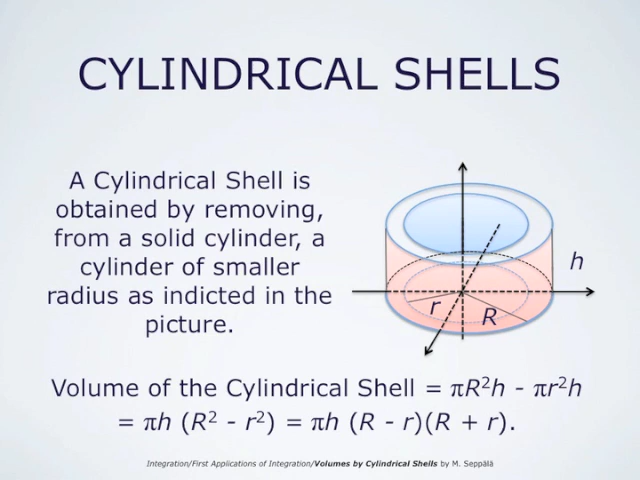 CYLINDRICAL SHELLS
A Cylindrical Shell is
obtained by removing,
from a solid cylinder, a
cylinder of smaller
radius as indicted in the
picture.
h
r
R
Volume of the Cylindrical Shell = πR²h - πr²h
= πh (R² - r²) = πh (R - r)(R + r).
Integration/First Applications of Integration/Volumes by Cylindrical Shells by M. Seppälä